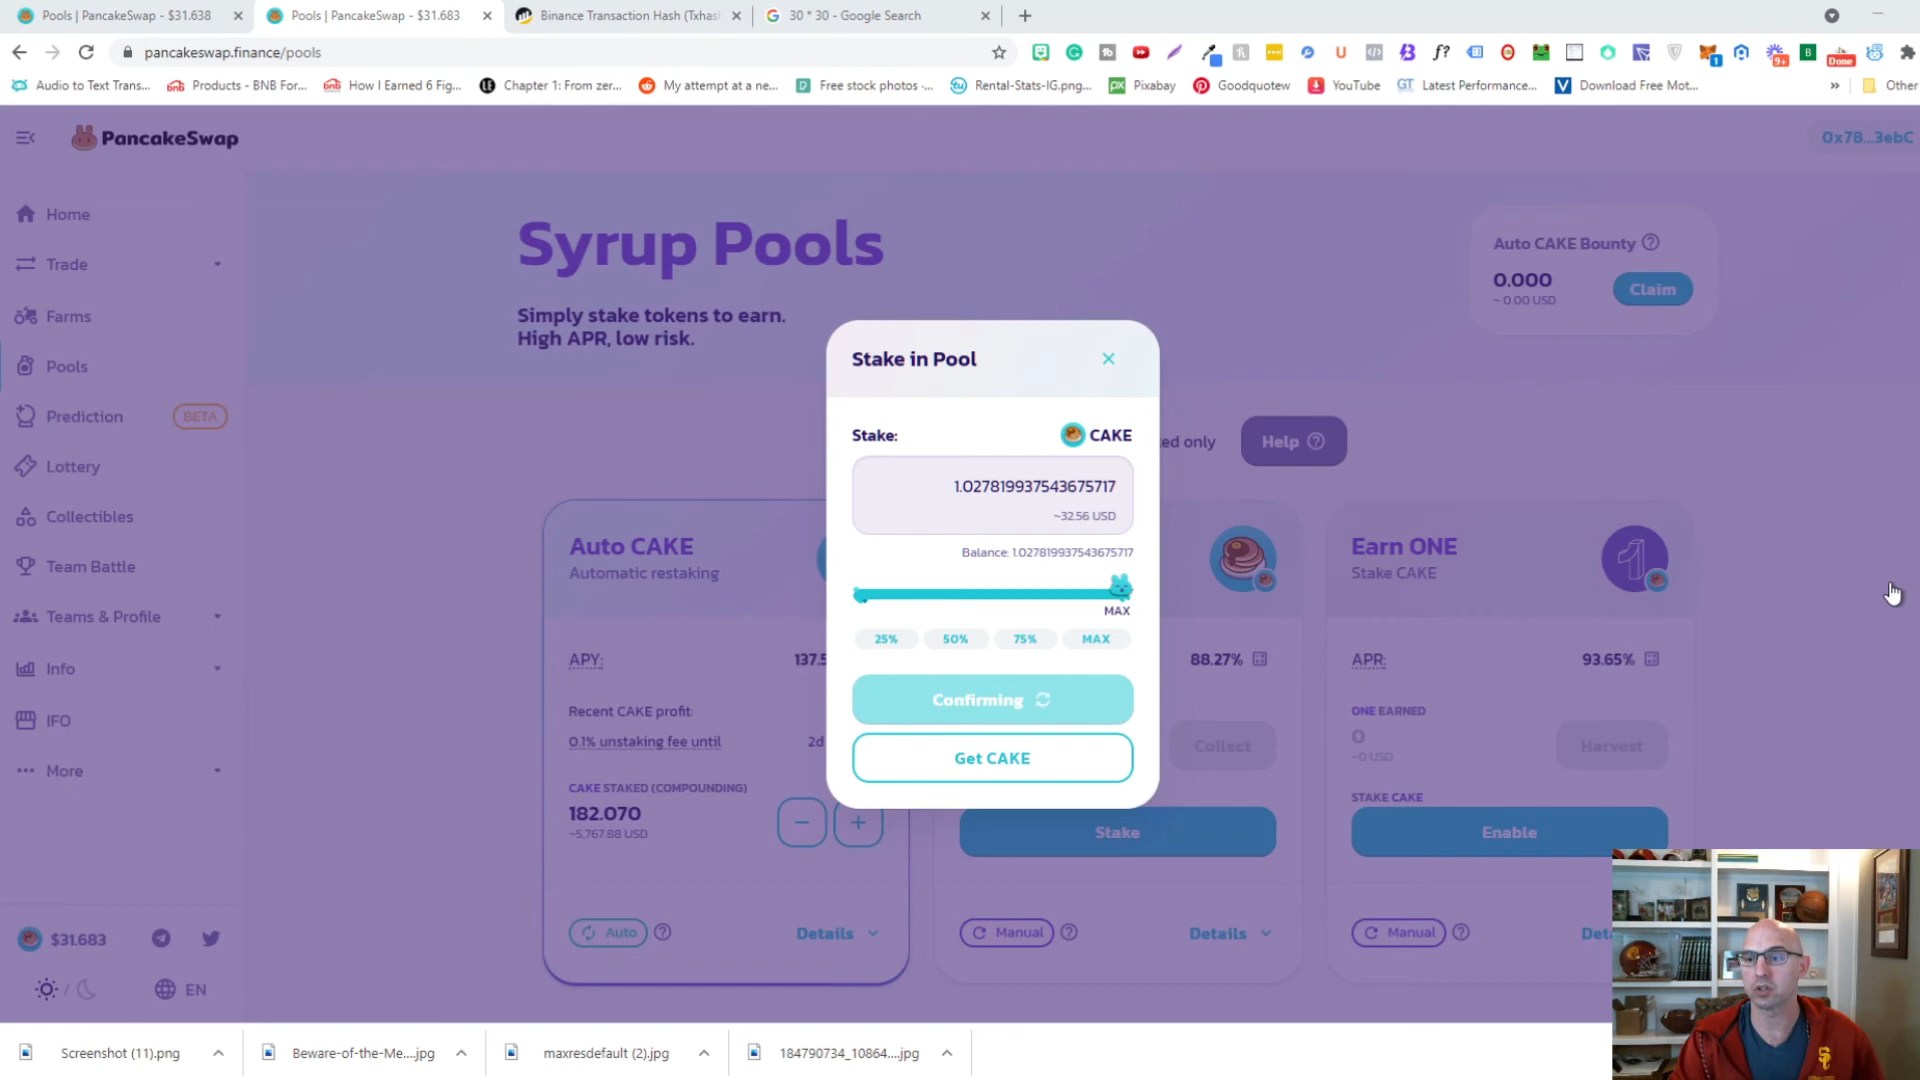 Pools | PancakeSwap - $31.638
Pools | PancakeSwap - $31.683
Binance Transaction Hash (Txhas
30 * 30 - Google Search
pancakeswap.finance/pools
Audio to Text Trans...
Products - BNB For...
How I Earned 6 Fig...
Chapter 1: From zer...
My attempt at a ne...
Free stock photos -...
Rental-Stats-IG.png...
Pixabay
Goodquotew
YouTube
GT Latest Performance...
Download Free Mot...
Other
Done
PancakeSwap
0x78...3ebC
Home
Trade
Farms
Pools
Prediction
BETA
Lottery
Collectibles
Team Battle
Teams & Profile
Info
IFO
More
$31.683
EN
Syrup Pools
Simply stake tokens to earn.
High APR, low risk.
Auto CAKE Bounty
0.000
~ 0.00 USD
Claim
ed only
Help
Stake in Pool
Stake:
CAKE
1.027819937543675717
~32.56 USD
Balance: 1.027819937543675717
MAX
25%
50%
75%
MAX
Confirming
Get CAKE
Auto CAKE
Automatic restaking
APY:
137.5
Recent CAKE profit:
0.1% unstaking fee until
2d
CAKE STAKED (COMPOUNDING)
182.070
~5,767.88 USD
Auto
Details
88.27%
Collect
Stake
Manual
Details
Earn ONE
Stake CAKE
APR:
93.65%
ONE EARNED
0
~0 USD
Harvest
STAKE CAKE
Enable
Manual
Deta
Screenshot (11).png
Beware-of-the-Me....jpg
maxresdefault (2).jpg
184790734_10864....jpg